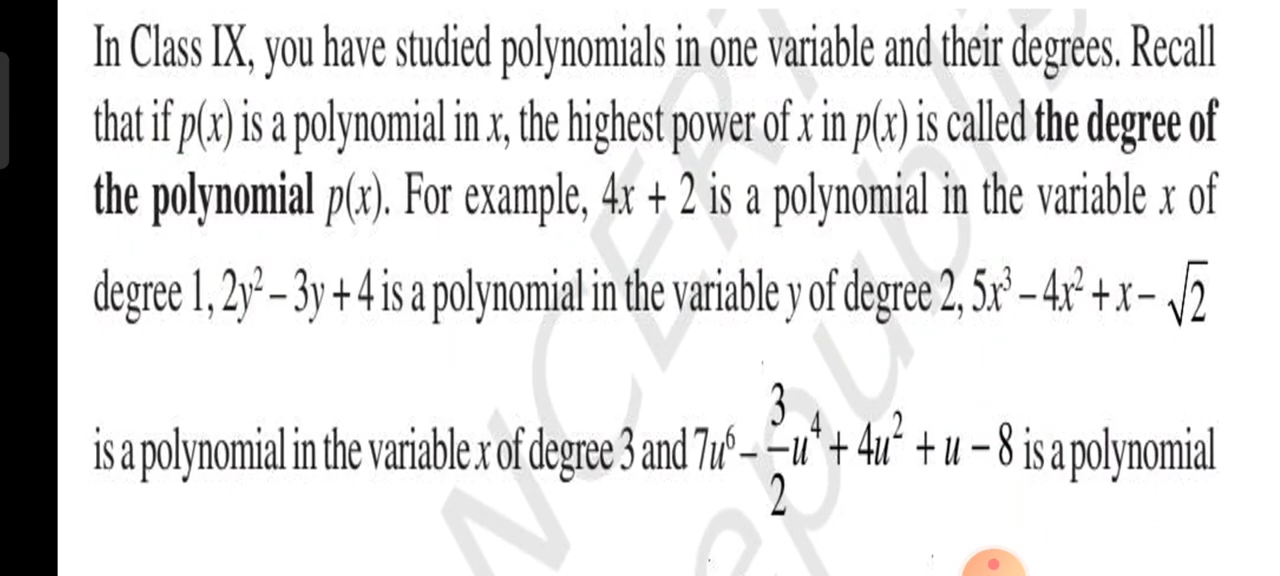 In Class IX, you have studied polynomials in one variable and their degrees. Recall
that if p(x) is a polynomial in x, the highest power of x in p(x) is called the degree of
the polynomial p(x). For example, 4x + 2 is a polynomial in the variable x of
degree 1, 2y² – 3y + 4 is a polynomial in the variable y of degree 2, 5x³ – 4x² + x – √2
is a polynomial in the variable x of degree 3 and 7u⁶ – 3/2 u⁴ + 4u² + u – 8 is a polynomial